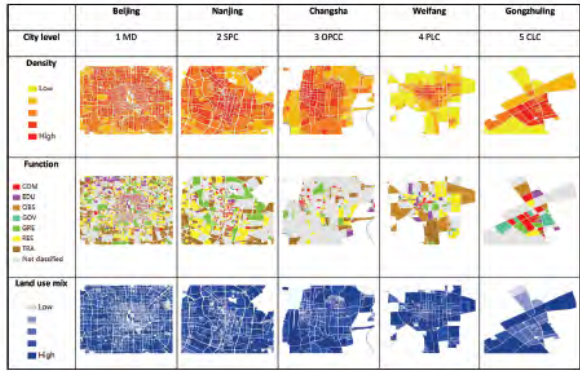 Beijing Nanjing Changsha Weifang Gongzhuling
City level 1 MD 2 SPC 3 OPCC 4 PLC 5 CLC
Density
Low
High
Function
COM
EDU
OBS
GOV
GPE
RES
TRA
Not classified
Land use mix
Low
High